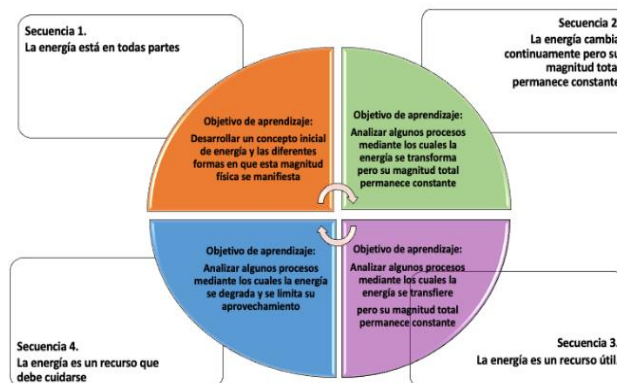 Secuencia 1.
La energía está en todas partes
Secuencia 2.
La energía cambia
continuamente pero su
magnitud total
permanece constante
Objetivo de aprendizaje:
Desarrollar un concepto inicial
de energía y las diferentes
formas en que esta magnitud
física se manifiesta
Objetivo de aprendizaje:
Analizar algunos procesos
mediante los cuales la
energía se transforma
pero su magnitud total
permanece constante
Objetivo de aprendizaje:
Analizar algunos procesos
mediante los cuales la energía
se degrada y se limita su
aprovechamiento
Objetivo de aprendizaje:
Analizar algunos procesos
mediante los cuales la
energía se transfiere
pero su magnitud total
permanece constante
Secuencia 4.
La energía es un recurso que
debe cuidarse
Secuencia 3.
La energía es un recurso útil.